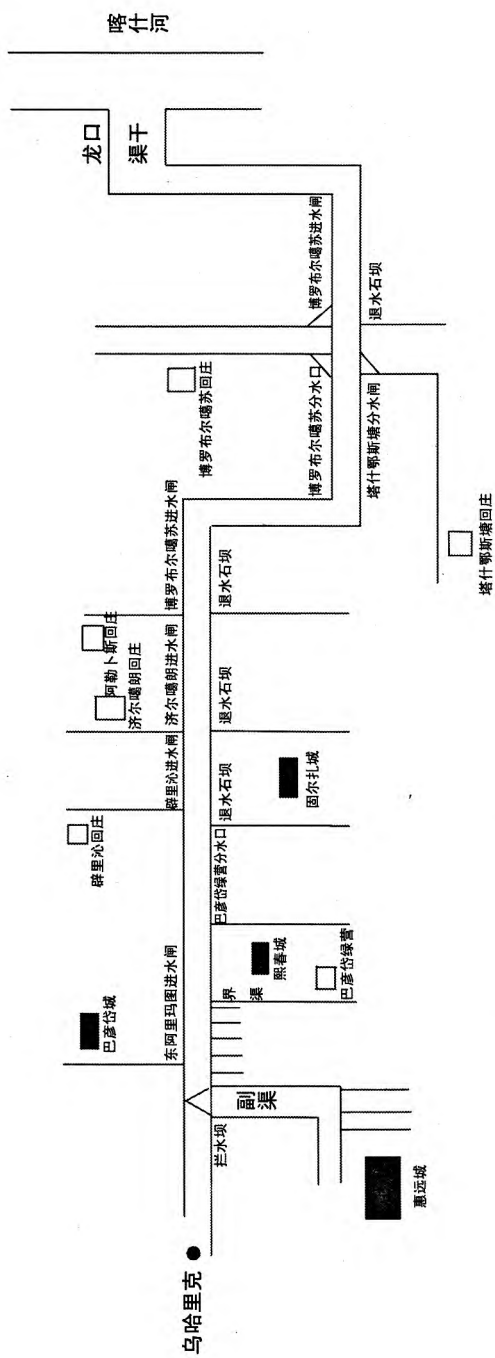 喀什河
龙口
干渠
博罗布尔噶苏进水闸
退水石坝
博罗布尔噶苏回庄
博罗布尔噶苏分水口
塔什鄂斯塘分水闸
塔什鄂斯塘回庄
博罗布尔噶苏进水闸
退水石坝
阿勒卜斯回庄
济尔噶朗回庄
济尔噶朗进水闸
退水石坝
辟里沁进水闸
退水石坝
固尔扎城
辟里沁回庄
巴彦岱绿营分水口
东阿里玛图进水闸
巴彦岱城
熙春城
巴彦岱绿营
界渠
副渠
拦水坝
惠远城
乌哈里克